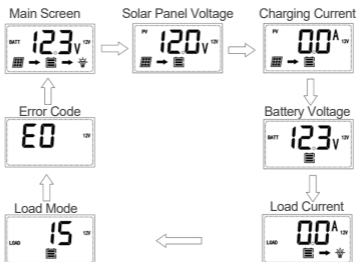 Main Screen
Solar Panel Voltage
Charging Current
BATT 12.3V 12V
PV 12.0V 12V
PV 0.0A 12V
Error Code
Battery Voltage
E0 12V
BATT 12.3V 12V
Load Mode
Load Current
LOAD 15 12V
LOAD 0.0A 12V